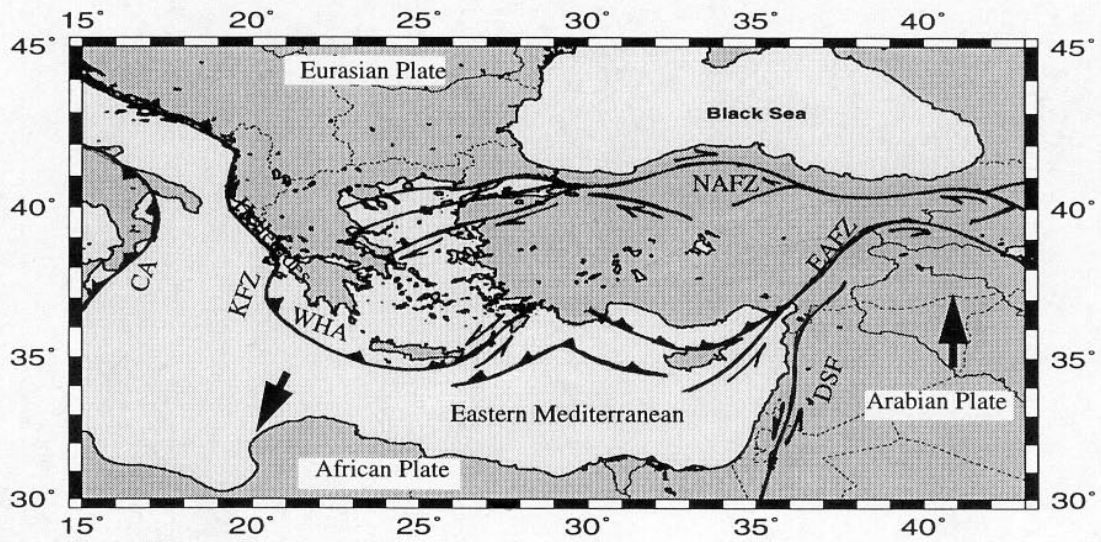 15° 20° 25° 30° 35° 40°
45° 45°
Eurasian Plate
Black Sea
NAFZ
40° 40°
EAFZ
CA
KFZ
WHA
35° 35°
DSF
Eastern Mediterranean
Arabian Plate
African Plate
30° 30°
15° 20° 25° 30° 35° 40°